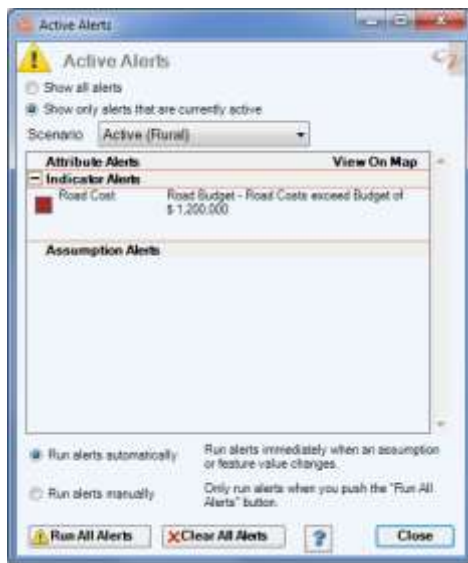 Active Alerts
Active Alerts
Show all alerts
Show only alerts that are currently active
Scenario Active (Rural)
Attribute Alerts View On Map
Indicator Alerts
Road Cost Road Budget - Road Costs exceed Budget of
$ 1,200,000
Assumption Alerts
Run alerts automatically Run alerts immediately when an assumption
or feature value changes.
Run alerts manually Only run alerts when you push the "Run All
Alerts" button.
Run All Alerts Clear All Alerts ? Close